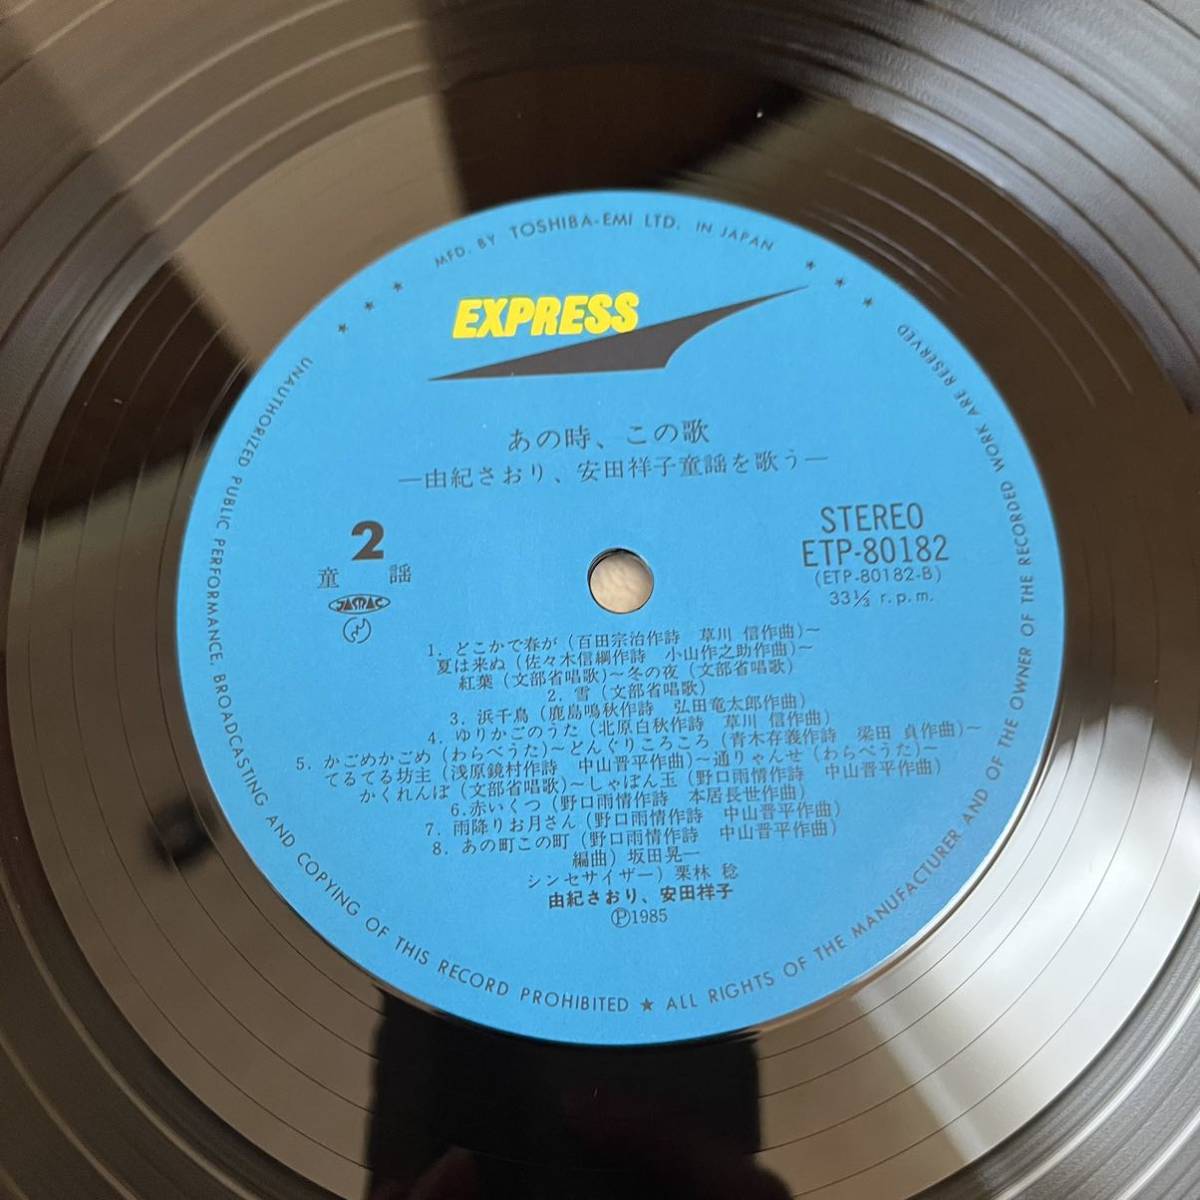 MFD. BY TOSHIBA-EMI LTD. IN JAPAN
EXPRESS
あの時、この歌
—由紀さおり、安田祥子童謡を歌う—
2
童謡
JASRAC
STEREO
ETP-80182
(ETP-80182-B)
33⅓ r.p.m.
1. どこかで春が（百田宗治作詩 草川 信作曲）〜
夏は来ぬ（佐々木信綱作詩 小山作之助作曲）〜
紅葉（文部省唱歌）〜冬の夜（文部省唱歌）
2. 雪（文部省唱歌）
3. 浜千鳥（鹿島鳴秋作詩 弘田竜太郎作曲）
4. ゆりかごのうた（北原白秋作詩 草川 信作曲）
5. かごめかごめ（わらべうた）〜どんぐりころころ（青木存義作詩 梁田 貞作曲）〜
てるてる坊主（浅原鏡村作詩 中山晋平作曲）〜通りゃんせ（わらべうた）〜
かくれんぼ（文部省唱歌）〜しゃぼん玉（野口雨情作詩 中山晋平作曲）
6. 赤いくつ（野口雨情作詩 本居長世作曲）
7. 雨降りお月さん（野口雨情作詩 中山晋平作曲）
8. あの町この町（野口雨情作詩 中山晋平作曲）
編曲）坂田晃一
シンセサイザー）栗林 稔
由紀さおり、安田祥子
Ⓟ1985
UNAUTHORIZED PUBLIC PERFORMANCE, BROADCASTING AND COPYING OF THIS RECORD PROHIBITED ★ ALL RIGHTS OF THE MANUFACTURER AND OF THE OWNER OF THE RECORDED WORK ARE RESERVED